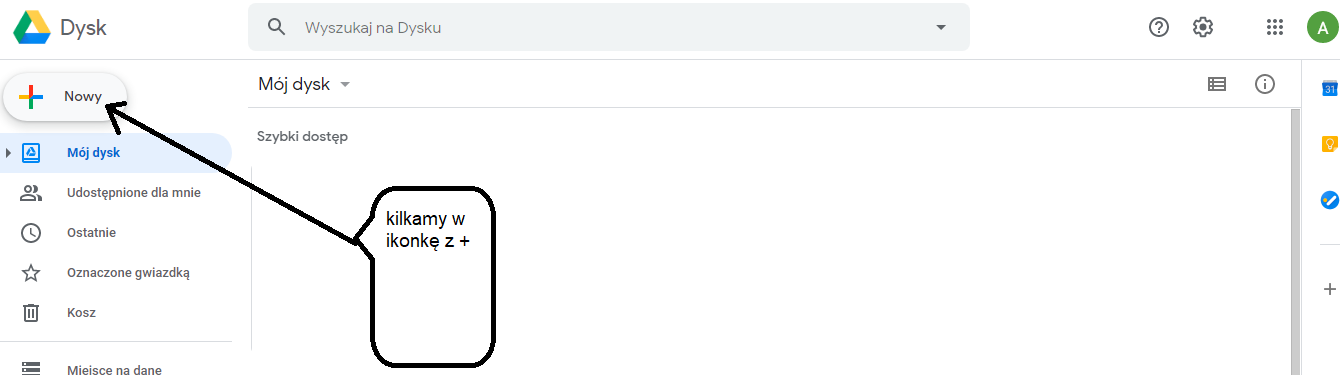 Dysk
Wyszukaj na Dysku
A
Nowy
Mój dysk
Szybki dostęp
31
Mój dysk
Udostępnione dla mnie
Ostatnie
Oznaczone gwiazdką
Kosz
Miejsce na dane
kilkamy w
ikonkę z +